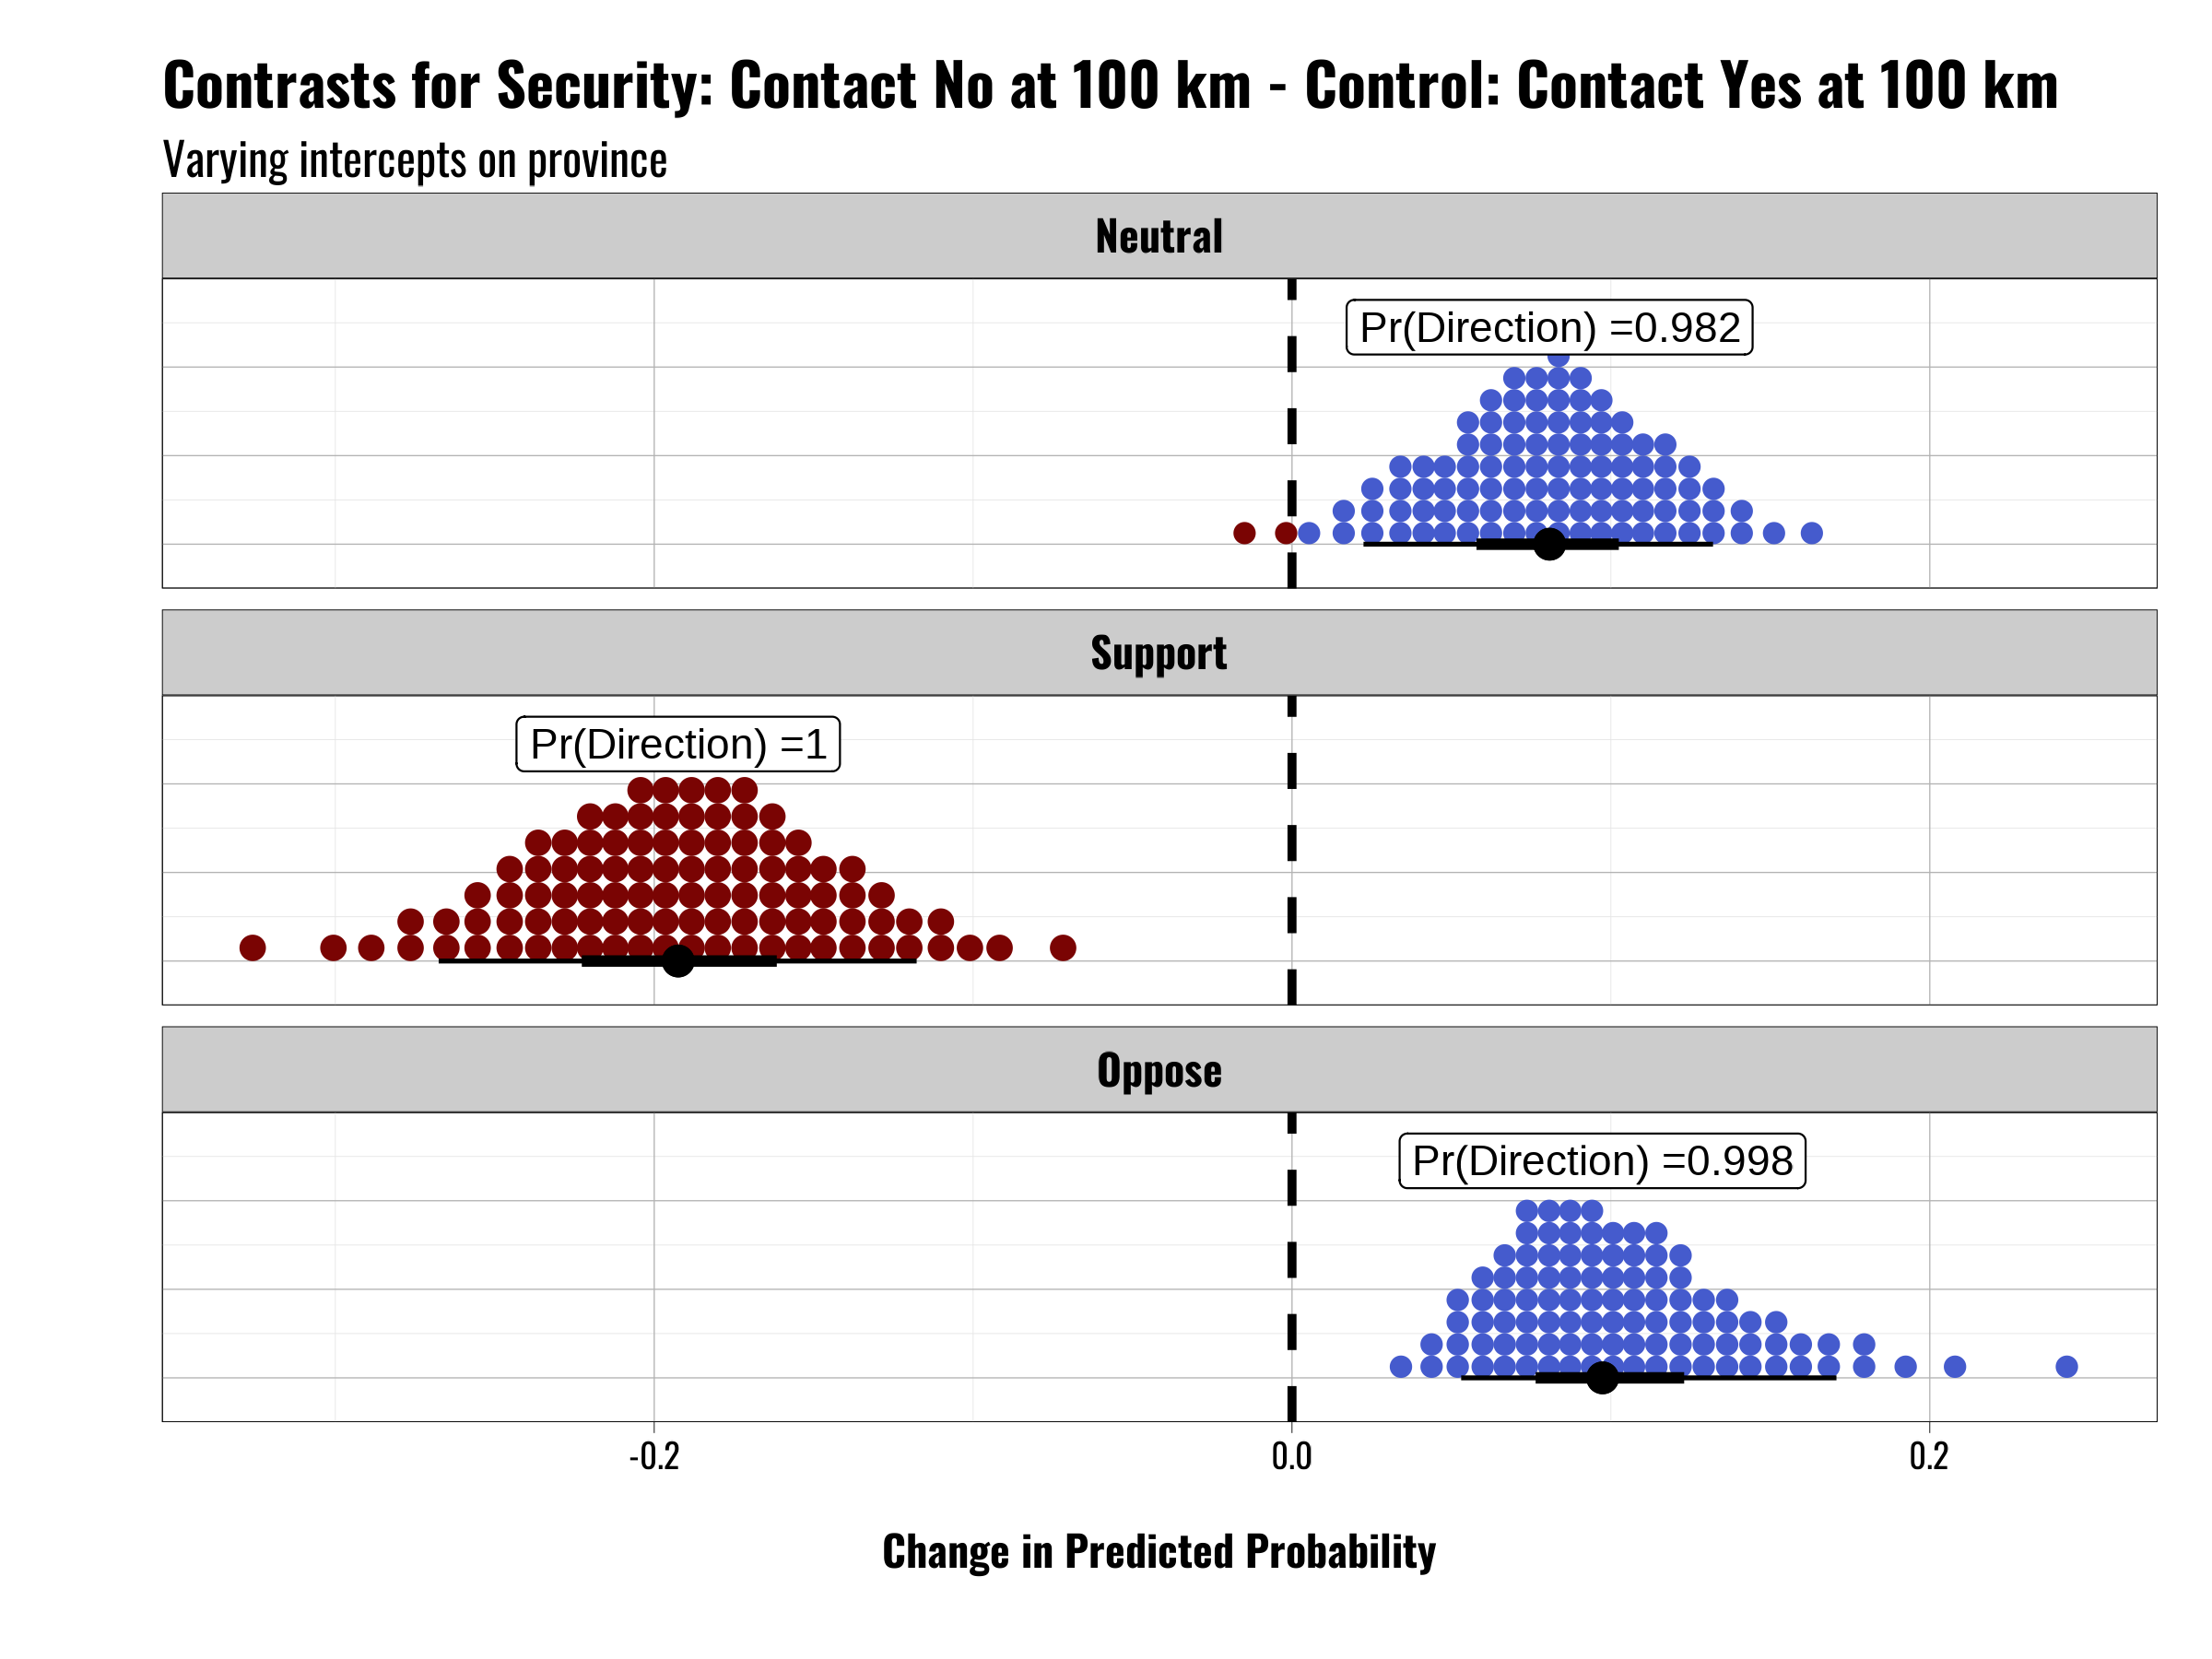 Contrasts for Security: Contact No at 100 km - Control: Contact Yes at 100 km
Varying intercepts on province
Neutral
Pr(Direction) =0.982
Support
Pr(Direction) =1
Oppose
Pr(Direction) =0.998
-0.2 0.0 0.2
Change in Predicted Probability